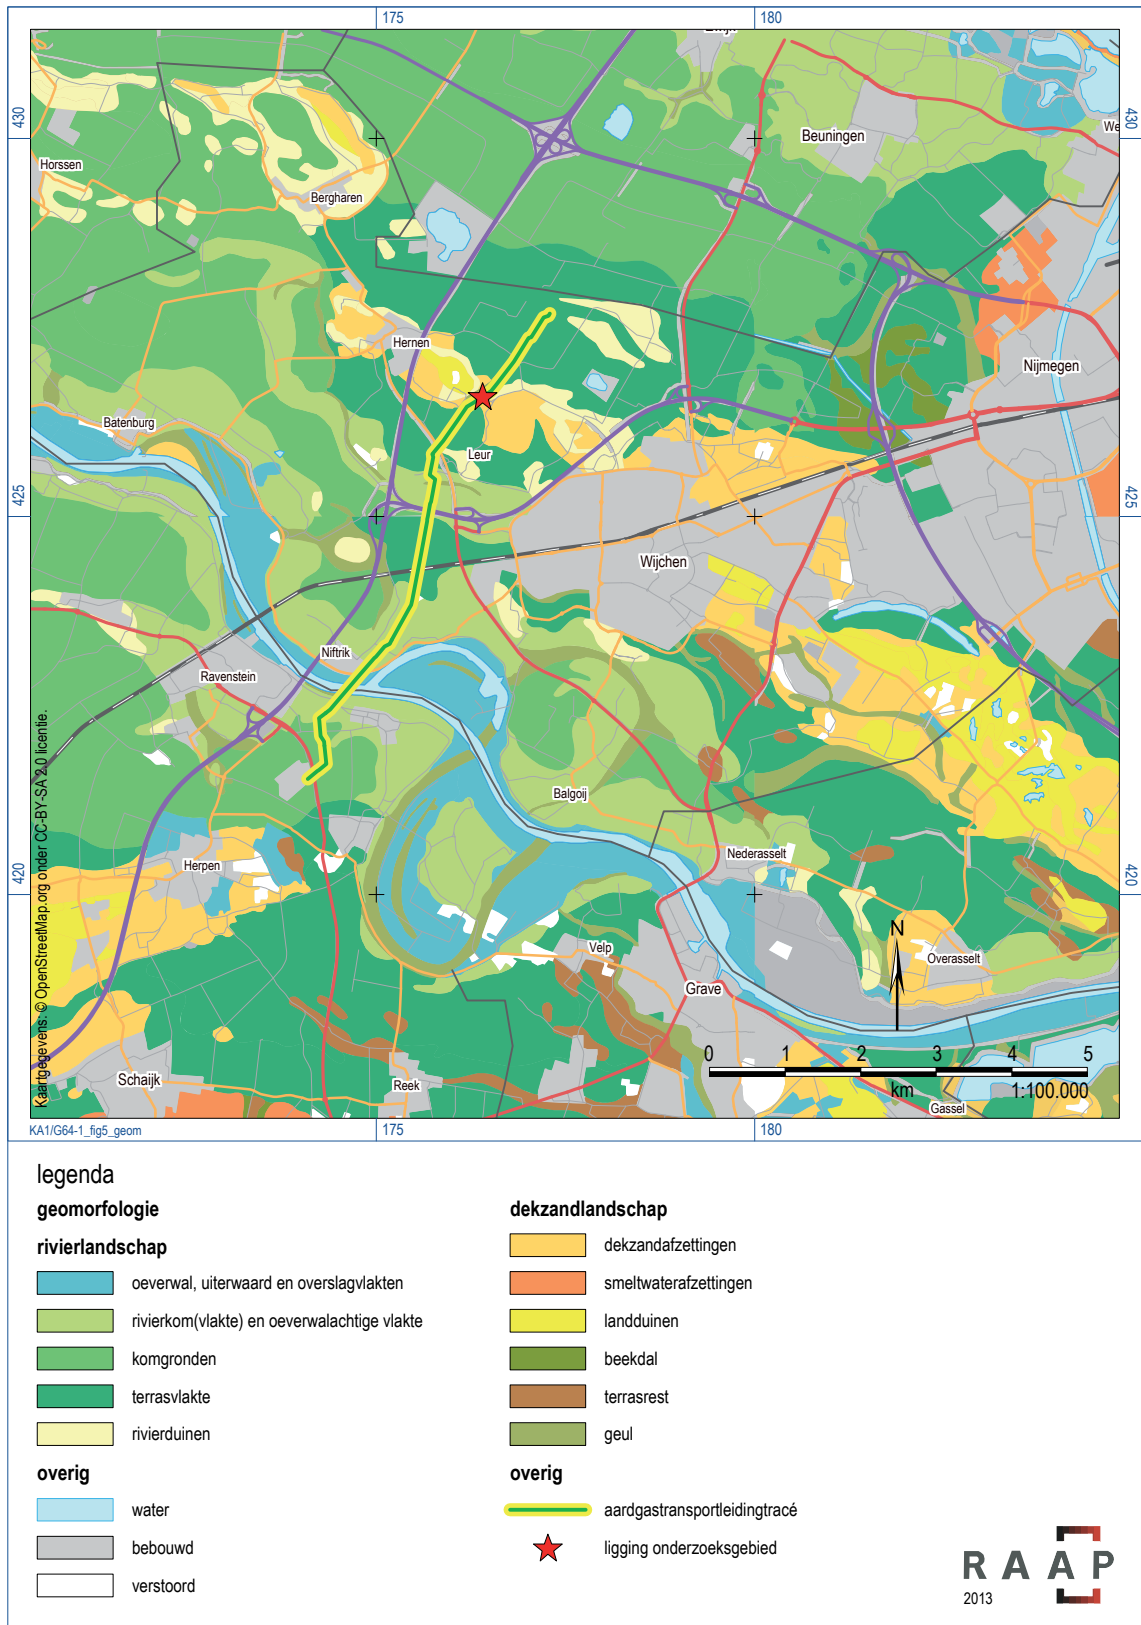 175
180
430
430
Beuningen
We
Horssen
Bergharen
Hernen
Nijmegen
Batenburg
Leur
425
425
Wijchen
Niftrik
Ravenstein
Balgoij
Nederasselt
Herpen
420
420
N
Velp
Overasselt
Grave
0 1 2 3 4 5
km
1:100.000
Schaijk
Reek
Gassel
Kaartgegevens: © OpenStreetMap.org onder CC-BY-SA 2.0 licentie.
KA1/G64-1_fig5_geom
175
180
legenda
geomorfologie
rivierlandschap
oeverwal, uiterwaard en overslagvlakten
rivierkom(vlakte) en oeverwalachtige vlakte
komgronden
terrasvlakte
rivierduinen
overig
water
bebouwd
verstoord
dekzandlandschap
dekzandafzettingen
smeltwaterafzettingen
landduinen
beekdal
terrasrest
geul
overig
aardgastransportleidingtracé
ligging onderzoeksgebied
RAAP
2013